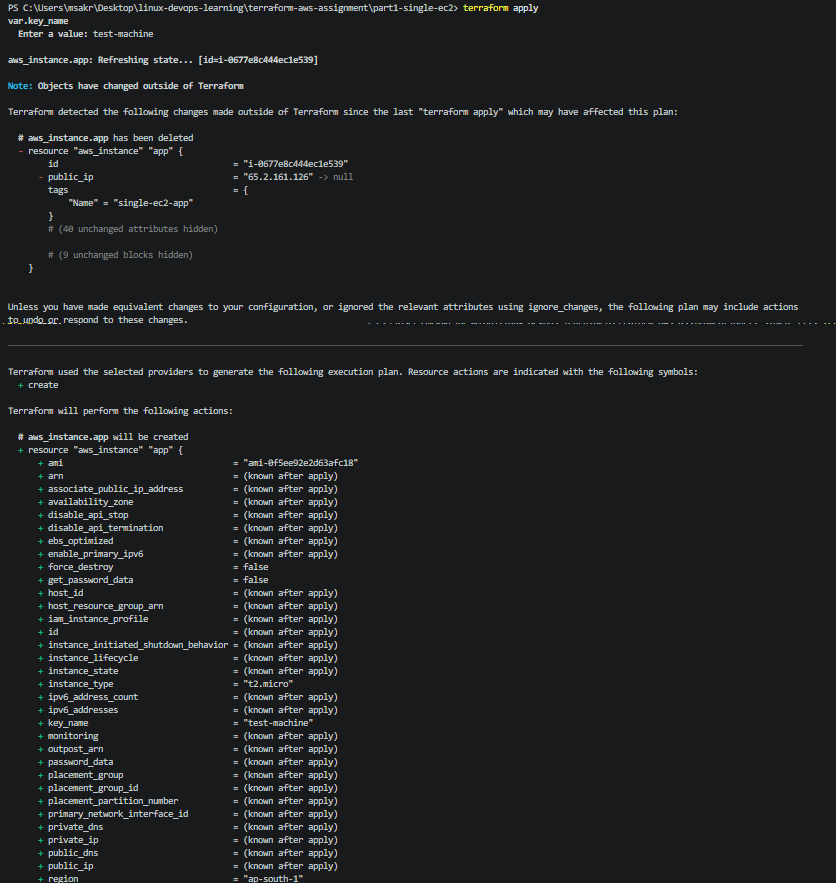 PS C:\Users\msakr\Desktop\linux-devops-learning\terraform-aws-assignment\part1-single-ec2> terraform apply
var.key_name
  Enter a value: test-machine

aws_instance.app: Refreshing state... [id=i-0677e8c444ec1e539]

Note: Objects have changed outside of Terraform

Terraform detected the following changes made outside of Terraform since the last "terraform apply" which may have affected this plan:

  # aws_instance.app has been deleted
  - resource "aws_instance" "app" {
        id                                   = "i-0677e8c444ec1e539"
      - public_ip                            = "65.2.161.126" -> null
        tags                                 = {
            "Name" = "single-ec2-app"
        }
        # (40 unchanged attributes hidden)

        # (9 unchanged blocks hidden)
    }

Unless you have made equivalent changes to your configuration, or ignored the relevant attributes using ignore_changes, the following plan may include actions
to undo or respond to these changes.

Terraform used the selected providers to generate the following execution plan. Resource actions are indicated with the following symbols:
  + create

Terraform will perform the following actions:

  # aws_instance.app will be created
  + resource "aws_instance" "app" {
      + ami                                  = "ami-0f5ee92e2d63afc18"
      + arn                                  = (known after apply)
      + associate_public_ip_address          = (known after apply)
      + availability_zone                    = (known after apply)
      + disable_api_stop                     = (known after apply)
      + disable_api_termination              = (known after apply)
      + ebs_optimized                        = (known after apply)
      + enable_primary_ipv6                  = (known after apply)
      + force_destroy                        = false
      + get_password_data                    = false
      + host_id                              = (known after apply)
      + host_resource_group_arn              = (known after apply)
      + iam_instance_profile                 = (known after apply)
      + id                                   = (known after apply)
      + instance_initiated_shutdown_behavior = (known after apply)
      + instance_lifecycle                   = (known after apply)
      + instance_state                       = (known after apply)
      + instance_type                        = "t2.micro"
      + ipv6_address_count                   = (known after apply)
      + ipv6_addresses                       = (known after apply)
      + key_name                             = "test-machine"
      + monitoring                           = (known after apply)
      + outpost_arn                          = (known after apply)
      + password_data                        = (known after apply)
      + placement_group                      = (known after apply)
      + placement_group_id                   = (known after apply)
      + placement_partition_number           = (known after apply)
      + primary_network_interface_id         = (known after apply)
      + private_dns                          = (known after apply)
      + private_ip                           = (known after apply)
      + public_dns                           = (known after apply)
      + public_ip                            = (known after apply)
      + region                               = "ap-south-1"